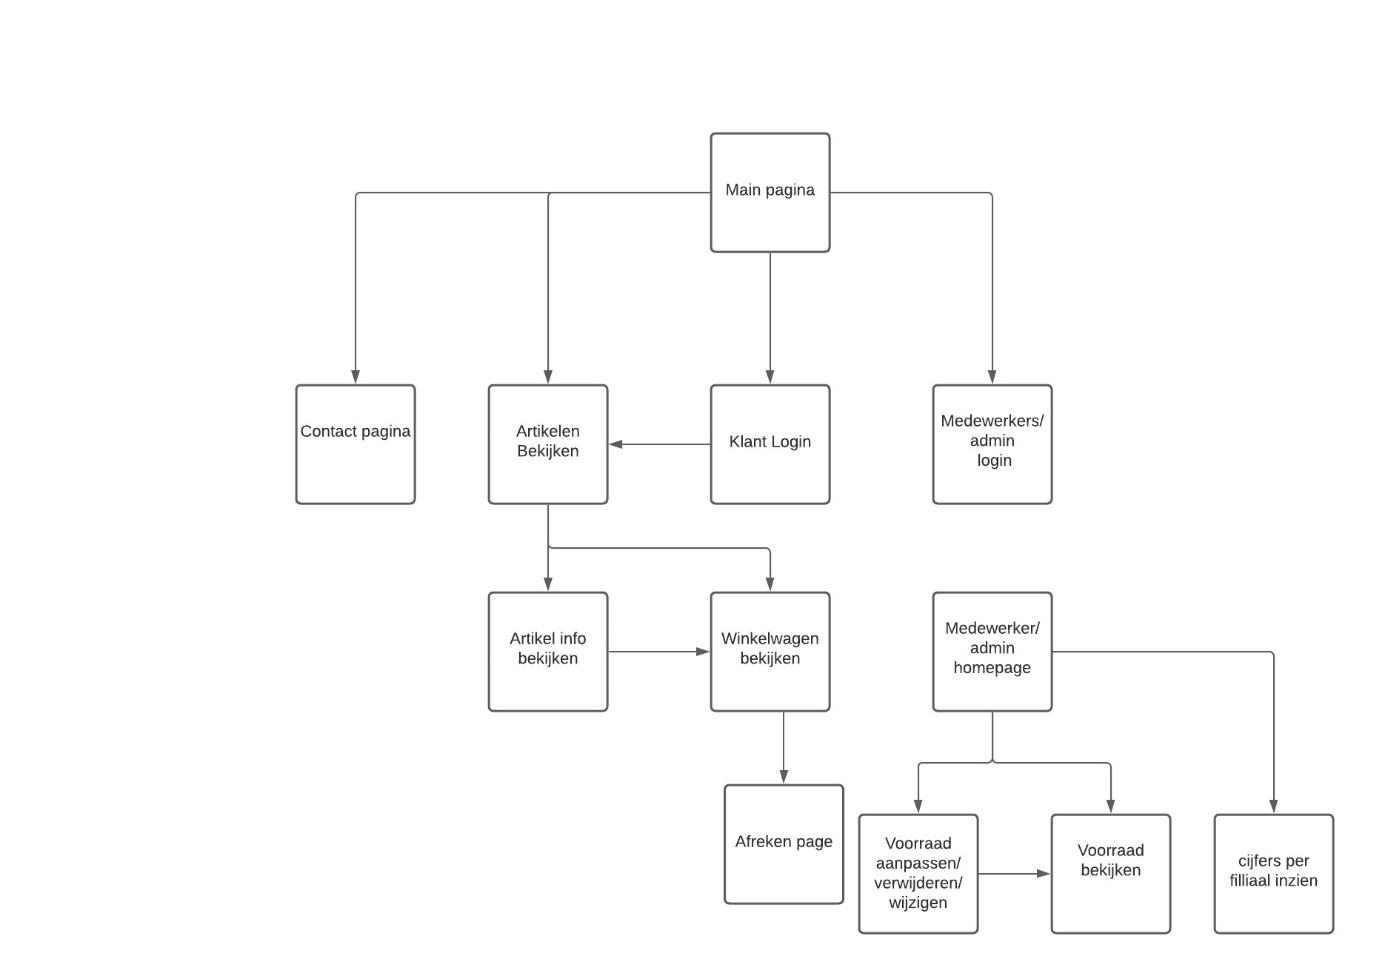 Main pagina
Contact pagina
Artikelen
Bekijken
Klant Login
Medewerkers/
admin
login
Artikel info
bekijken
Winkelwagen
bekijken
Medewerker/
admin
homepage
Afreken page
Voorraad
aanpassen/
verwijderen/
wijzigen
Voorraad
bekijken
cijfers per
filliaal inzien